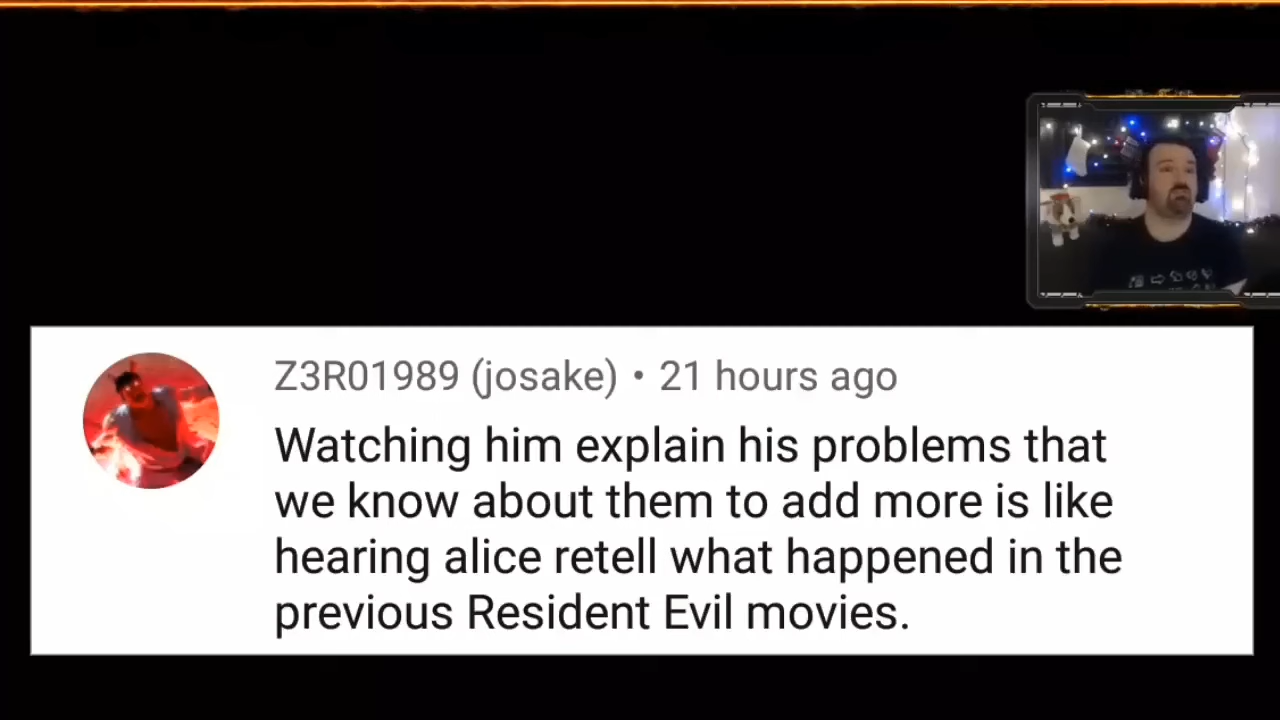 Z3R01989 (josake) • 21 hours ago
Watching him explain his problems that
we know about them to add more is like
hearing alice retell what happened in the
previous Resident Evil movies.